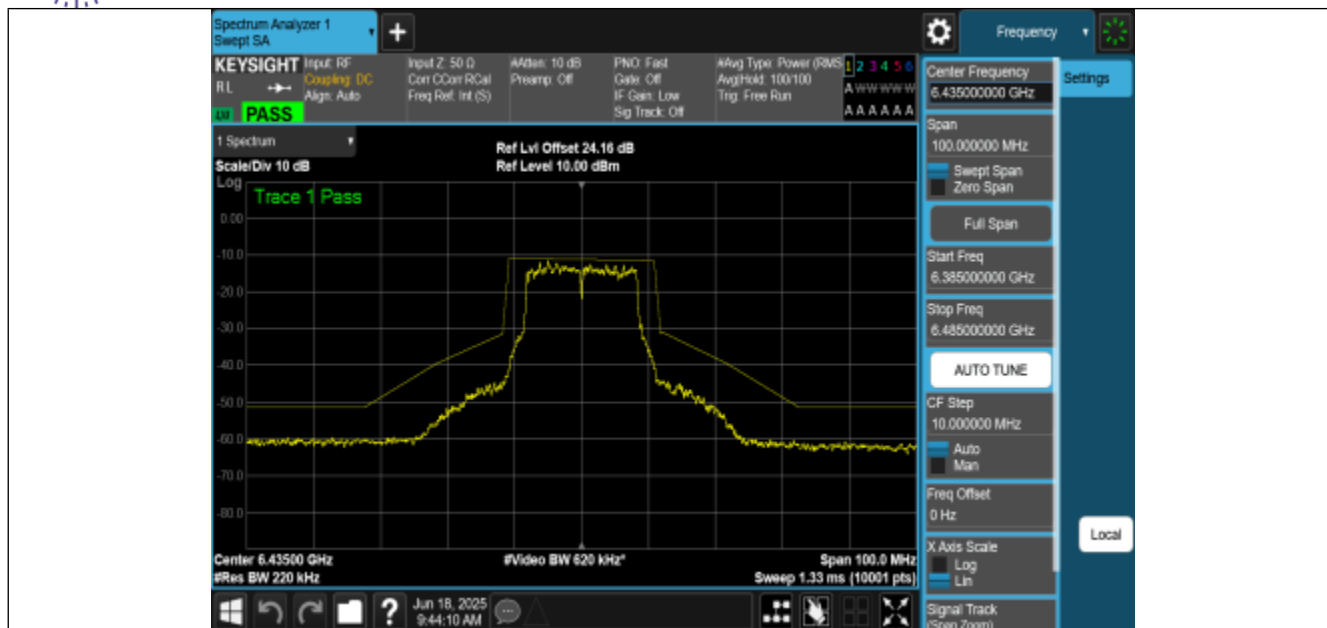 Spectrum Analyzer 1
Swept SA
Frequency
KEYSIGHT
RL
PASS
Input: RF
Coupling: DC
Align: Auto
Input Z: 50 Ω
Corr CCorr RCal
Freq Ref: Int (S)
#Atten: 10 dB
Preamp: Off
PNO: Fast
Gate: Off
IF Gain: Low
Sig Track: Off
#Avg Type: Power (RMS
Avg|Hold: 100/100
Trig: Free Run
1 2 3 4 5 6
A W W W W W
A A A A A A
1 Spectrum
Scale/Div 10 dB
Ref Lvl Offset 24.16 dB
Ref Level 10.00 dBm
Log
Trace 1 Pass
0.00
-10.0
-20.0
-30.0
-40.0
-50.0
-60.0
-70.0
-80.0
Center 6.43500 GHz
#Res BW 220 kHz
#Video BW 620 kHz*
Span 100.0 MHz
Sweep 1.33 ms (10001 pts)
Center Frequency
6.435000000 GHz
Settings
Span
100.000000 MHz
Swept Span
Zero Span
Full Span
Start Freq
6.385000000 GHz
Stop Freq
6.485000000 GHz
AUTO TUNE
CF Step
10.000000 MHz
Auto
Man
Freq Offset
0 Hz
X Axis Scale
Log
Lin
Local
Signal Track
(Span Zoom)
?
Jun 18, 2025
9:44:10 AM